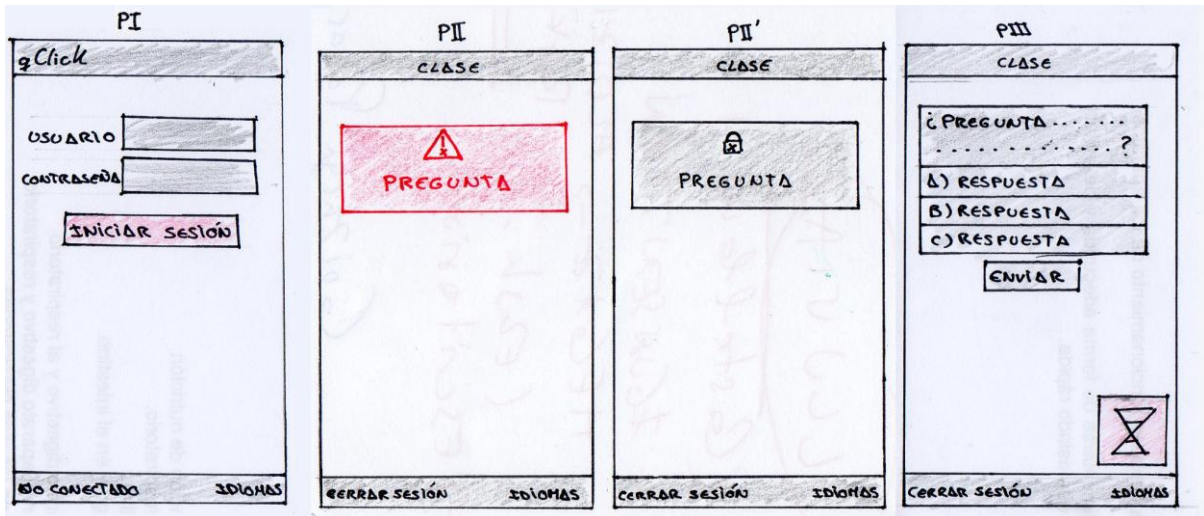 PI
qClick
USUARIO
CONTRASEÑA
INICIAR SESIÓN
NO CONECTADO
IDIOMAS
PII
CLASE
PREGUNTA
CERRAR SESIÓN
IDIOMAS
PII'
CLASE
PREGUNTA
CERRAR SESIÓN
IDIOMAS
PIII
CLASE
¿PREGUNTA.......
..............?
A) RESPUESTA
B) RESPUESTA
C) RESPUESTA
ENVIAR
CERRAR SESIÓN
IDIOMAS